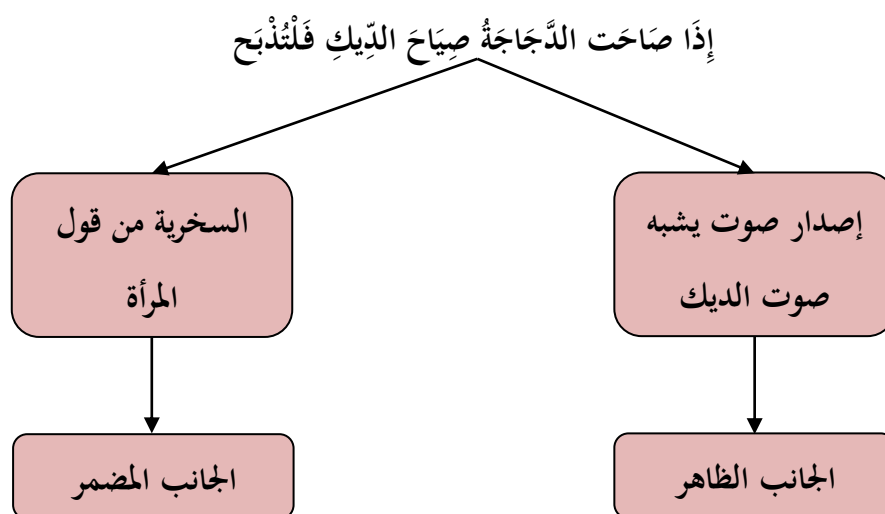 إِذَا صَاحَت الدَّجَاجَةُ صِيَاحَ الدِّيكِ فَلْتُذْبَح
إصدار صوت يشبه
صوت الديك
السخرية من قول
المرأة
الجانب الظاهر
الجانب المضمر